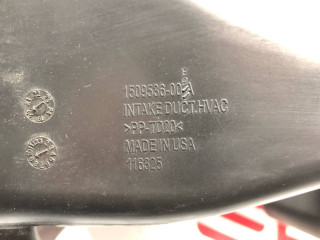 1509536-00-A
INTAKE DUCT.HVAC
>PP-TD20<
MADE IN USA
116325